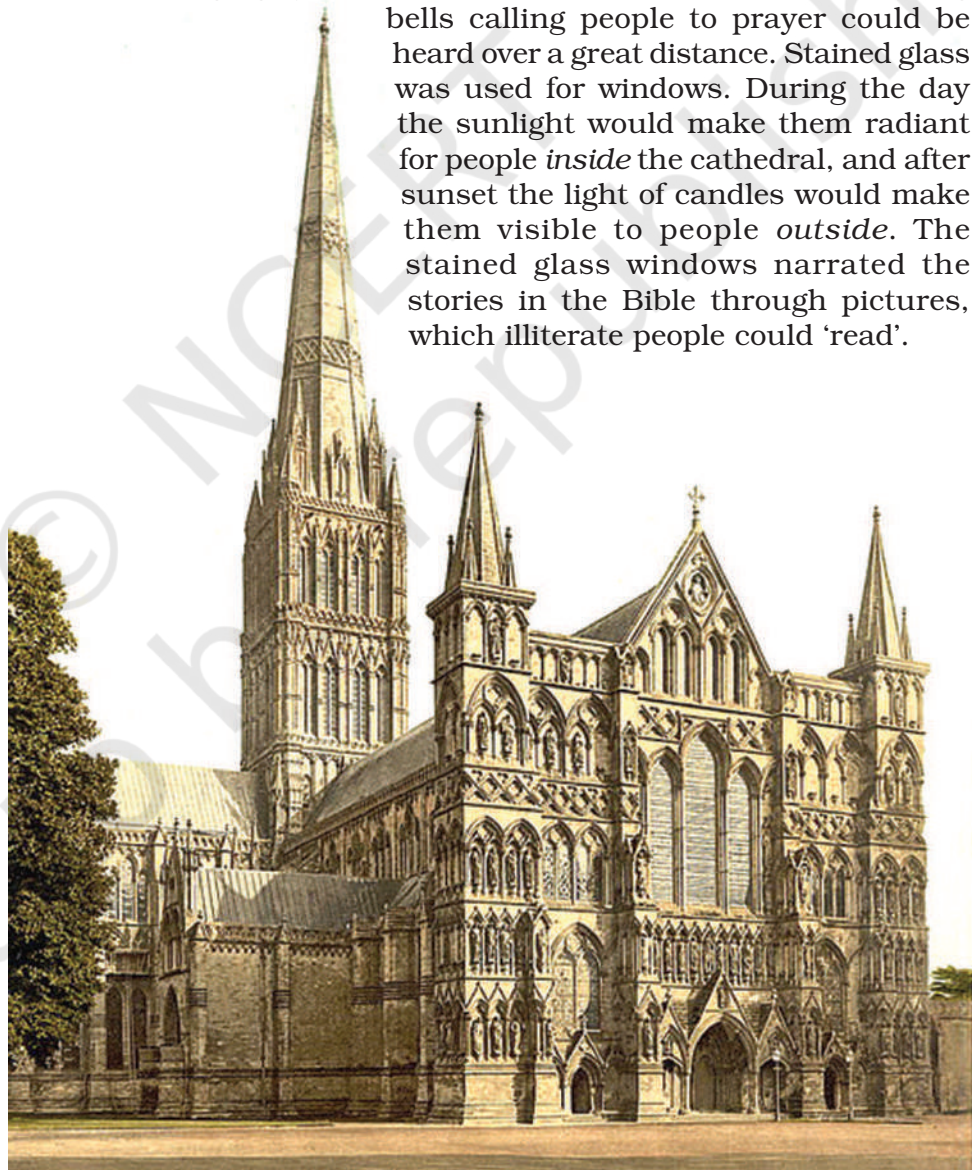 bells calling people to prayer could be
heard over a great distance. Stained glass
was used for windows. During the day
the sunlight would make them radiant
for people inside the cathedral, and after
sunset the light of candles would make
them visible to people outside. The
stained glass windows narrated the
stories in the Bible through pictures,
which illiterate people could ‘read’.
© NCERT
republish